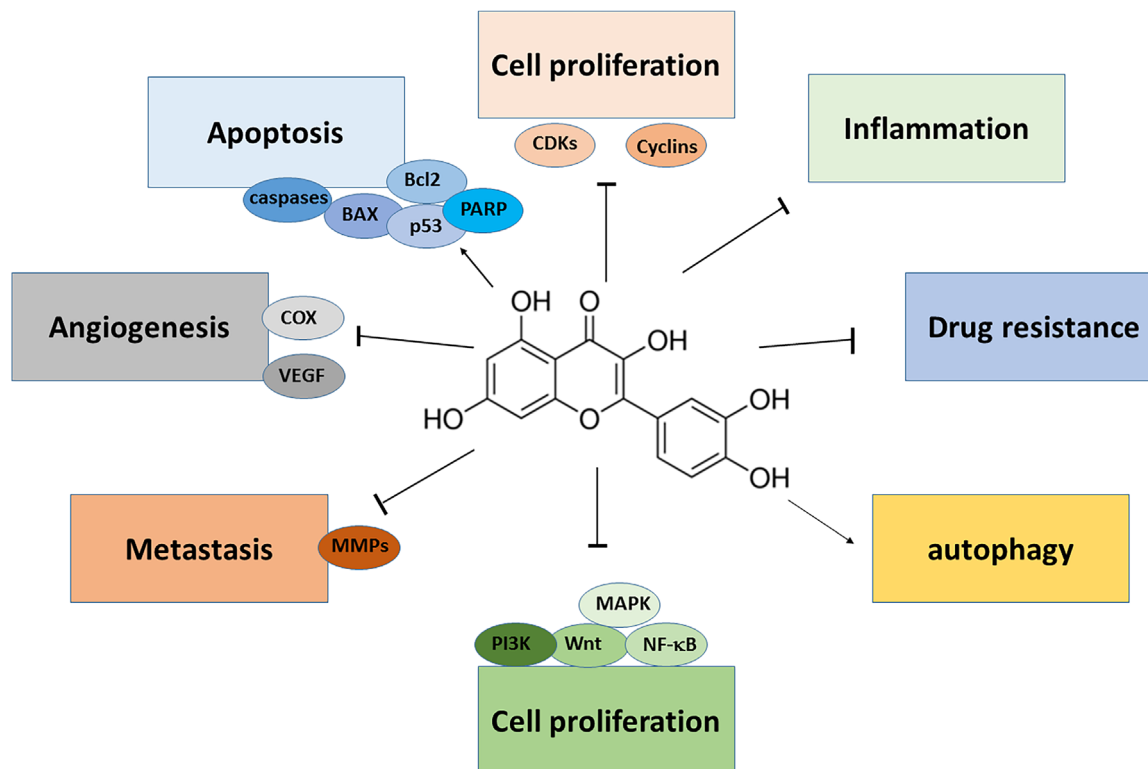 Cell proliferation
CDKs
Cyclins
Apoptosis
caspases
BAX
Bcl2
p53
PARP
Inflammation
Angiogenesis
COX
VEGF
Drug resistance
OH
O
OH
HO
O
OH
OH
Metastasis
MMPs
autophagy
MAPK
PI3K
Wnt
NF-κB
Cell proliferation